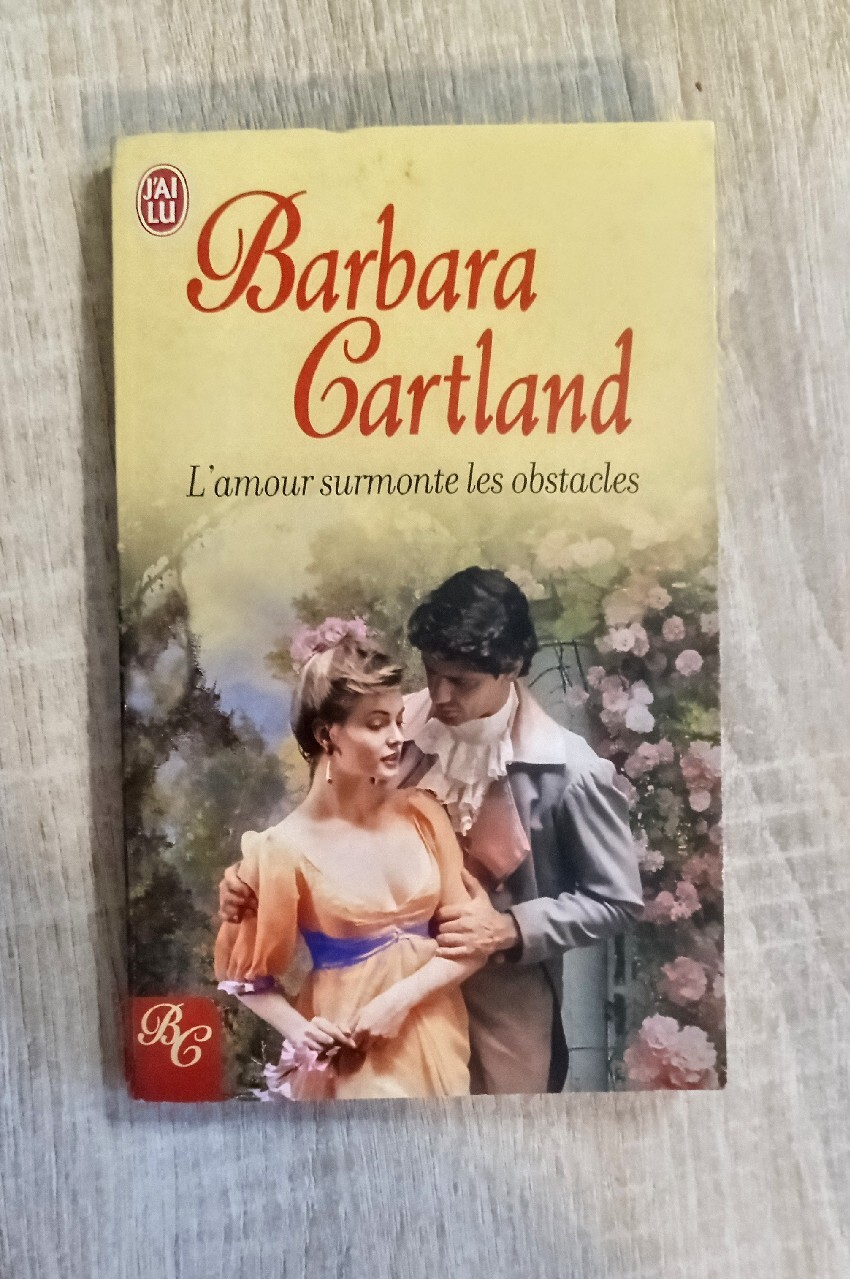 J'AI
LU
Barbara
Cartland
L'amour surmonte les obstacles
BC